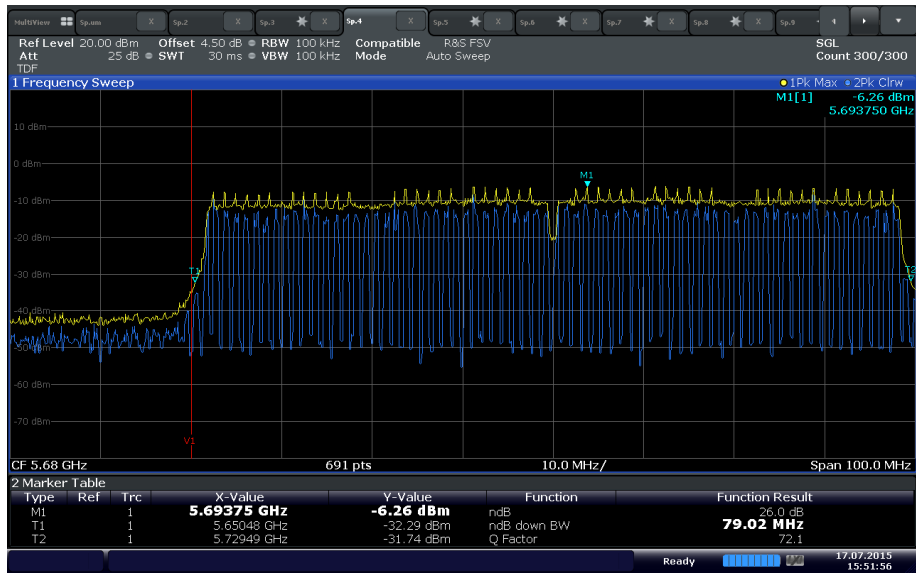 MultiView Sp.um X Sp.2 X Sp.3 X Sp.4 X Sp.5 X Sp.6 X Sp.7 X Sp.8 X Sp.9
Ref Level 20.00 dBm Offset 4.50 dB RBW 100 kHz Compatible R&S FSV SGL
Att 25 dB SWT 30 ms VBW 100 kHz Mode Auto Sweep Count 300/300
TDF
1 Frequency Sweep 1Pk Max 2Pk Clrw
M1[1] -6.26 dBm
5.693750 GHz
10 dBm
0 dBm
M1
-10 dBm
-20 dBm
T1 T2
-30 dBm
-40 dBm
-50 dBm
-60 dBm
-70 dBm
V1
CF 5.68 GHz 691 pts 10.0 MHz/ Span 100.0 MHz
2 Marker Table
Type Ref Trc X-Value Y-Value Function Function Result
M1 1 5.69375 GHz -6.26 dBm ndB 26.0 dB
T1 1 5.65048 GHz -32.29 dBm ndB down BW 79.02 MHz
T2 1 5.72949 GHz -31.74 dBm Q Factor 72.1
Ready 17.07.2015
15:51:56